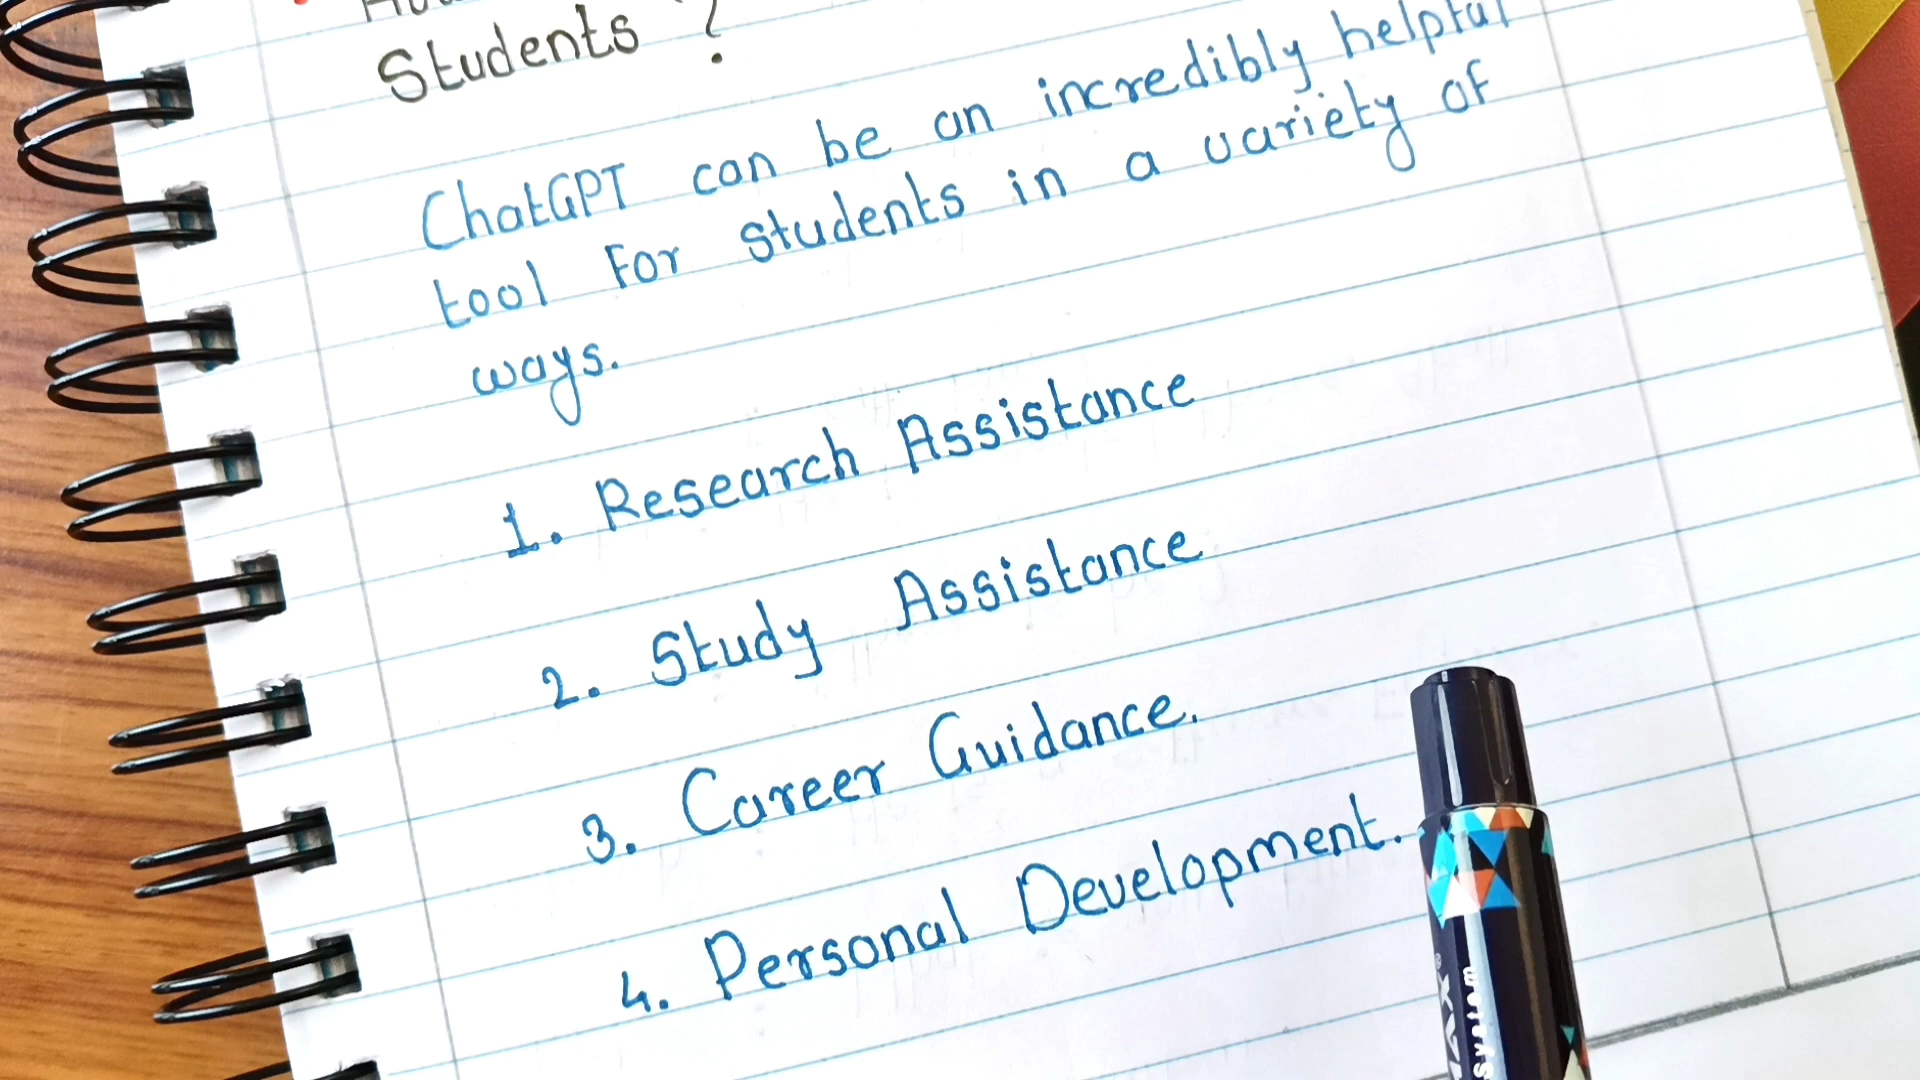 Students ?
ChatGPT can be an incredibly helpful
tool For students in a variety of
ways.
1. Research Assistance
2. Study Assistance
3. Career Guidance.
4. Personal Development.
system